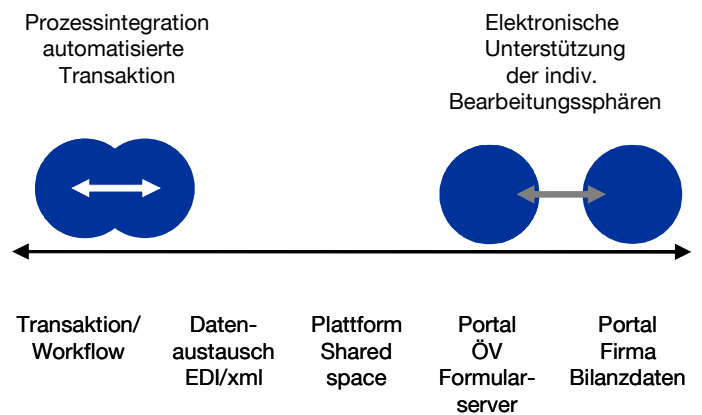 Prozessintegration
automatisierte
Transaktion
Elektronische
Unterstützung
der indiv.
Bearbeitungssphären
Transaktion/
Workflow
Daten-
austausch
EDI/xml
Plattform
Shared
space
Portal
ÖV
Formular-
server
Portal
Firma
Bilanzdaten